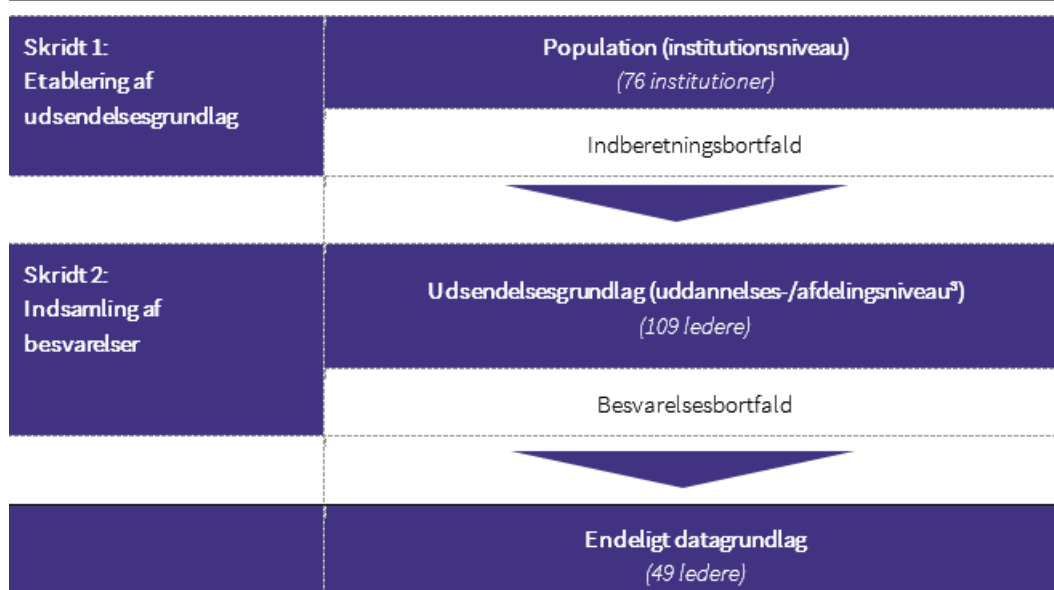 Skridt 1:
Etablering af
udsendelsesgrundlag
Population (institutionsniveau)
(76 institutioner)
Indberetningsbortfald
Skridt 2:
Indsamling af
besvarelser
Udsendelsesgrundlag (uddannelses-/afdelingsniveau³)
(109 ledere)
Besvarelsesbortfald
Endeligt datagrundlag
(49 ledere)